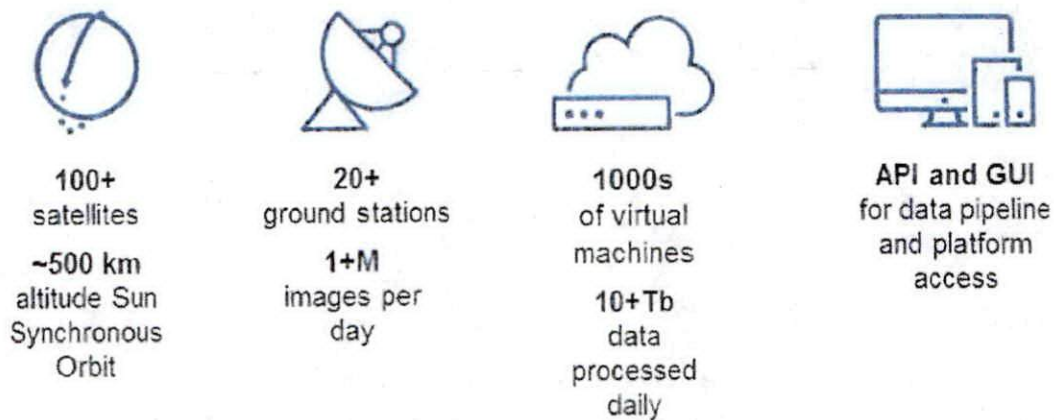 100+
satellites
~500 km
altitude Sun
Synchronous
Orbit
20+
ground stations
1+M
images per
day
1000s
of virtual
machines
10+Tb
data
processed
daily
API and GUI
for data pipeline
and platform
access